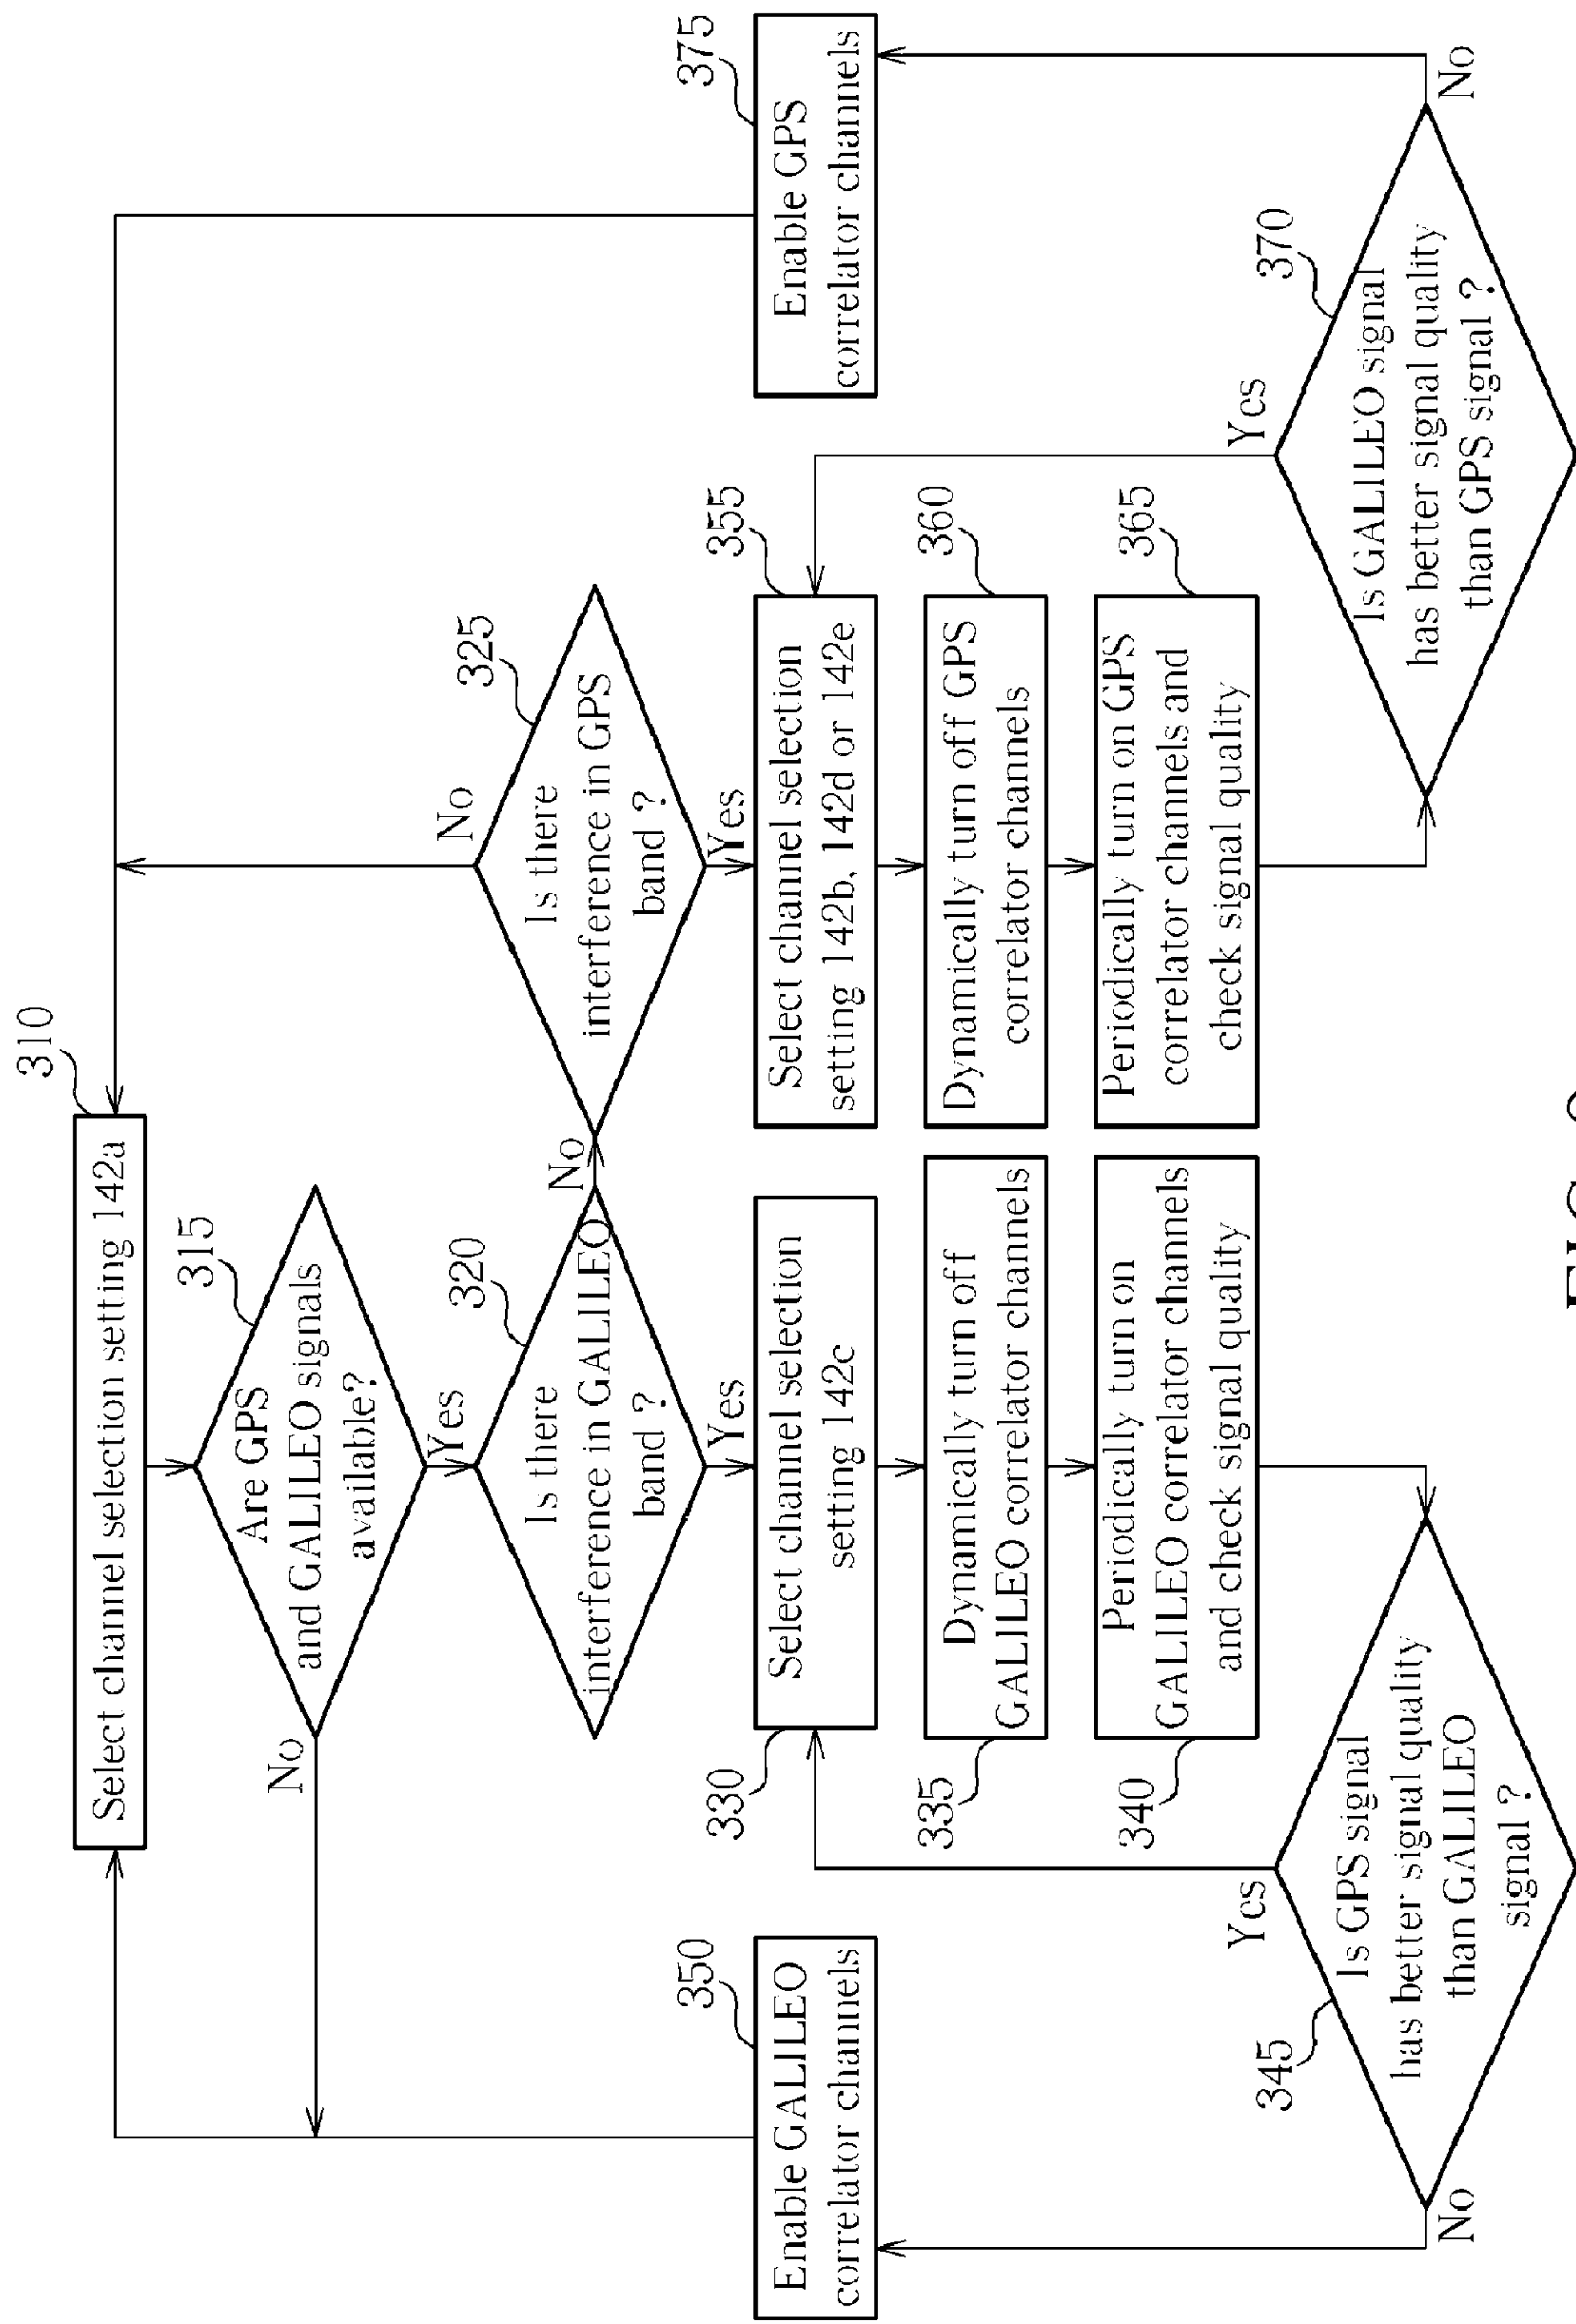 310
Select channel selection setting 142a
315
Are GPS
and GALILEO signals
available?
No
Yes
320
Is there
interference in GALILEO
band ?
No
Yes
325
Is there
interference in GPS
band ?
No
Yes
330
Select channel selection
setting 142c
335
Dynamically turn off
GALILEO correlator channels
340
Periodically turn on
GALILEO correlator channels
and check signal quality
345
Is GPS signal
has better signal quality
than GALILEO
signal ?
Yes
No
350
Enable GALILEO
correlator channels
355
Select channel selection
setting 142b, 142d or 142e
360
Dynamically turn off GPS
correlator channels
365
Periodically turn on GPS
correlator channels and
check signal quality
370
Is GALILEO signal
has better signal quality
than GPS signal ?
Yes
No
375
Enable GPS
correlator channels